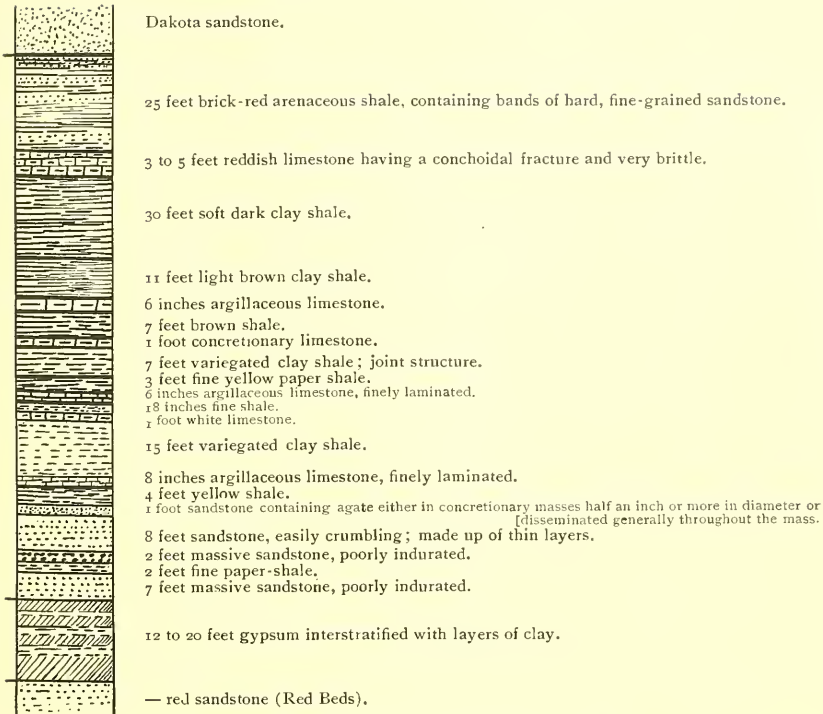 Dakota sandstone.
25 feet brick-red arenaceous shale, containing bands of hard, fine-grained sandstone.
3 to 5 feet reddish limestone having a conchoidal fracture and very brittle.
30 feet soft dark clay shale.
11 feet light brown clay shale.
6 inches argillaceous limestone.
7 feet brown shale.
1 foot concretionary limestone.
7 feet variegated clay shale; joint structure.
3 feet fine yellow paper shale.
6 inches argillaceous limestone, finely laminated.
18 inches fine shale.
1 foot white limestone.
15 feet variegated clay shale.
8 inches argillaceous limestone, finely laminated.
4 feet yellow shale.
1 foot sandstone containing agate either in concretionary masses half an inch or more in diameter or
[disseminated generally throughout the mass.
8 feet sandstone, easily crumbling; made up of thin layers.
2 feet massive sandstone, poorly indurated.
2 feet fine paper-shale.
7 feet massive sandstone, poorly indurated.
12 to 20 feet gypsum interstratified with layers of clay.
— red sandstone (Red Beds).